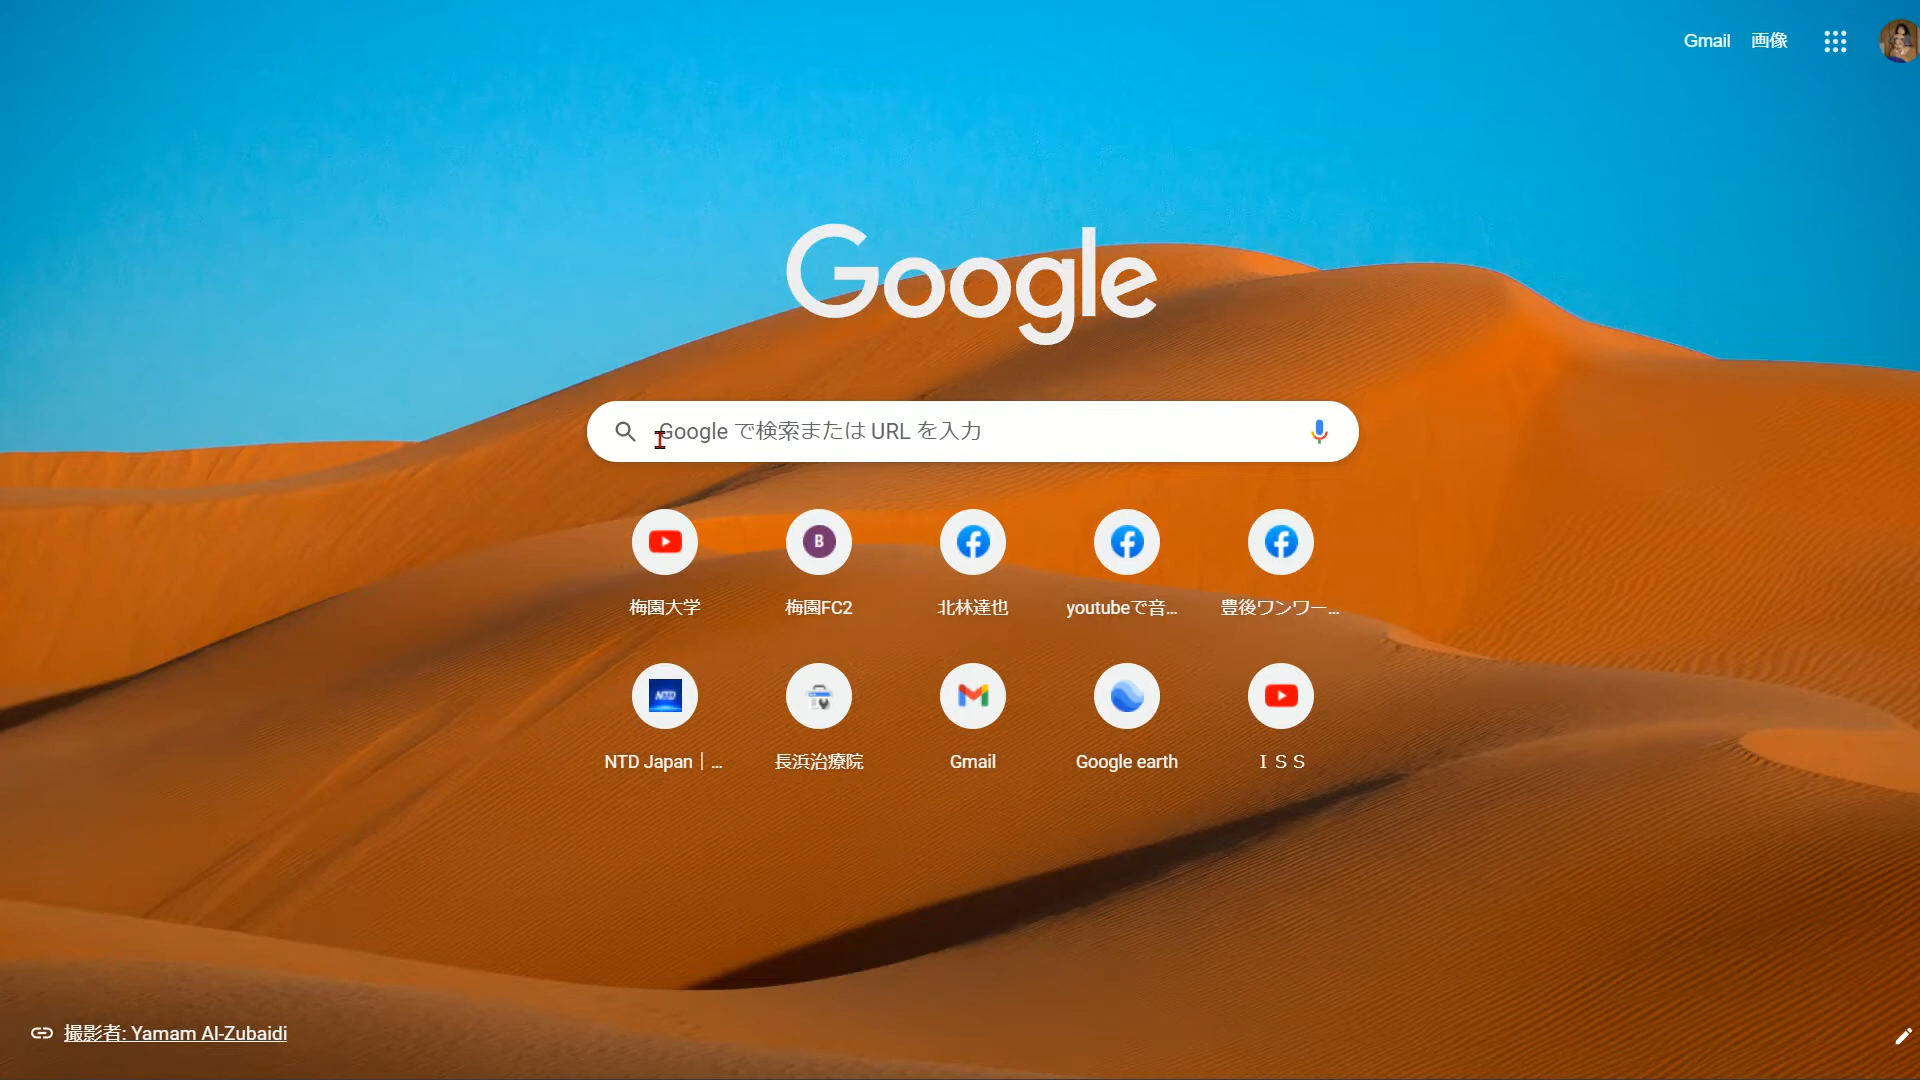 Gmail 画像
Google
Google で検索または URL を入力
B
梅園大学 梅園FC2 北林達也 youtubeで音... 豊後ワンワー...
NTD
NTD Japan｜... 長浜治療院 Gmail Google earth ＩＳＳ
撮影者: Yamam Al-Zubaidi